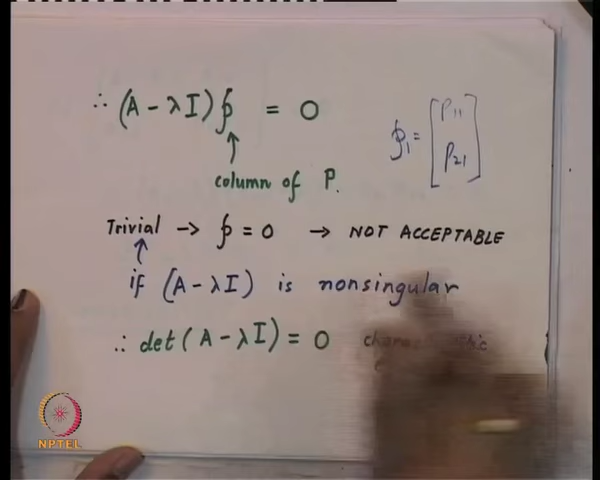 ∴ (A - λI)𝔭 = 0
𝔭₁ = [P₁₁ P₂₁]
column of P.
Trivial → 𝔭 = 0 → NOT ACCEPTABLE
if (A - λI) is nonsingular
∴ det(A - λI) = 0
NPTEL